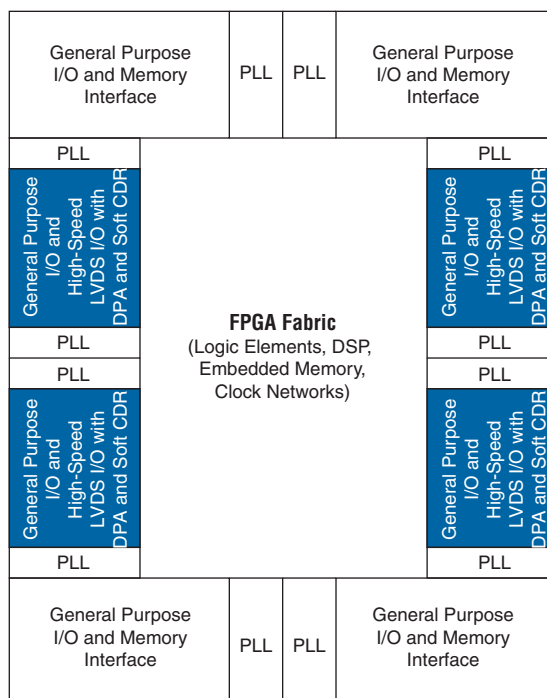 General Purpose
I/O and Memory
Interface
PLL
PLL
General Purpose
I/O and Memory
Interface
PLL
General Purpose
I/O and
High-Speed
LVDS I/O with
DPA and Soft CDR
PLL
PLL
General Purpose
I/O and
High-Speed
LVDS I/O with
DPA and Soft CDR
PLL
FPGA Fabric
(Logic Elements, DSP,
Embedded Memory,
Clock Networks)
PLL
General Purpose
I/O and
High-Speed
LVDS I/O with
DPA and Soft CDR
PLL
PLL
General Purpose
I/O and
High-Speed
LVDS I/O with
DPA and Soft CDR
PLL
General Purpose
I/O and Memory
Interface
PLL
PLL
General Purpose
I/O and Memory
Interface